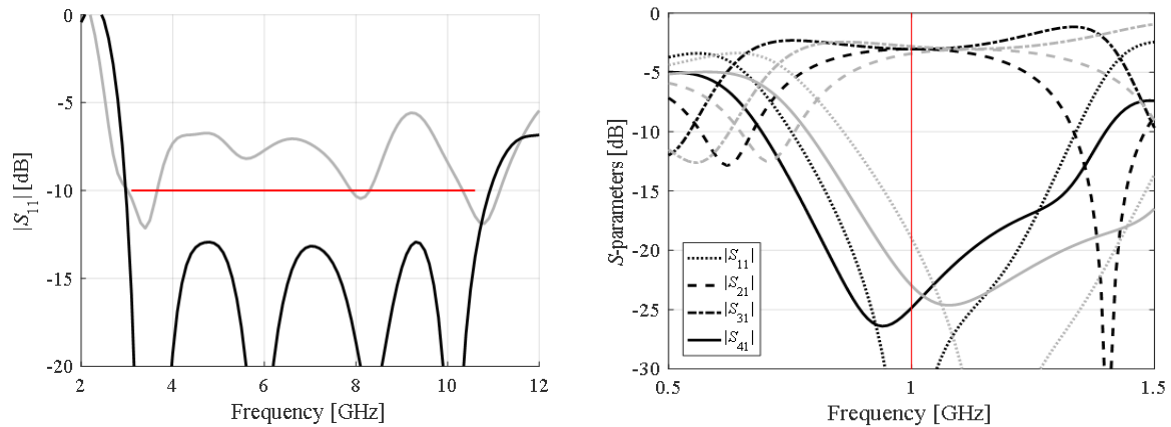 0
-5
-10
-15
-20
|S11| [dB]
2
4
6
8
10
12
Frequency [GHz]
0
-5
-10
-15
-20
-25
-30
S-parameters [dB]
|S11|
|S21|
|S31|
|S41|
0.5
1
1.5
Frequency [GHz]